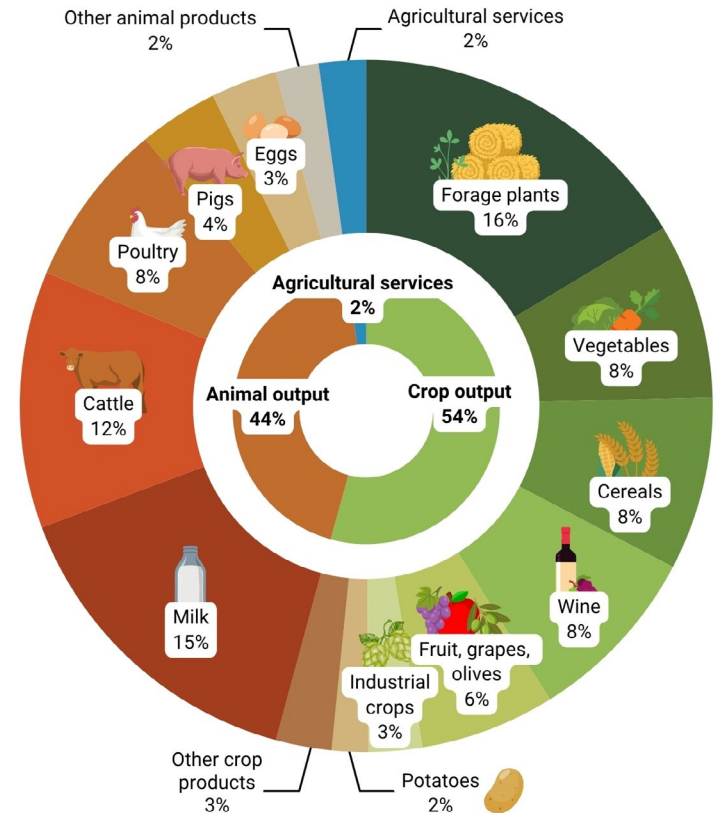 Other animal products
2%
Agricultural services
2%
Forage plants
16%
Vegetables
8%
Cereals
8%
Wine
8%
Fruit, grapes,
olives
6%
Industrial
crops
3%
Potatoes
2%
Other crop
products
3%
Milk
15%
Cattle
12%
Poultry
8%
Pigs
4%
Eggs
3%
Agricultural services
2%
Animal output
44%
Crop output
54%